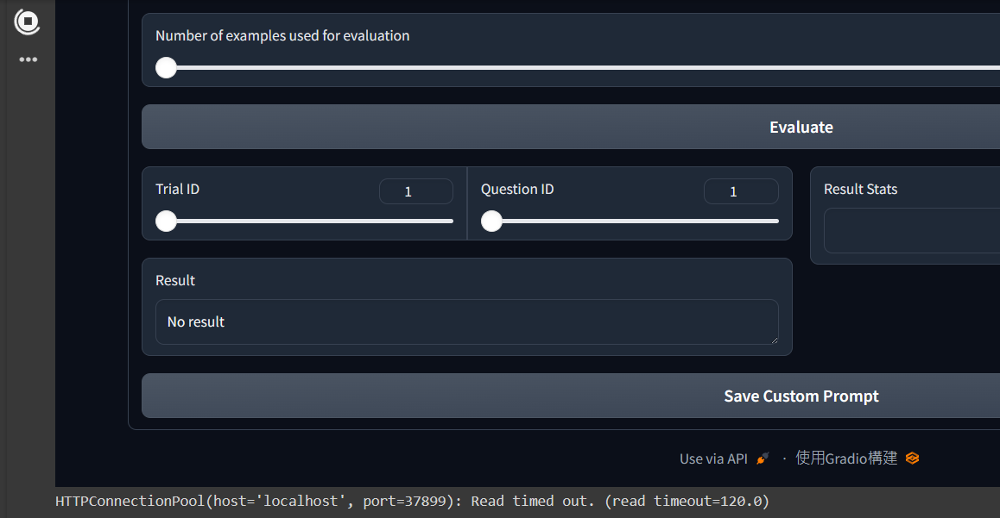 Number of examples used for evaluation
Evaluate
Trial ID
1
Question ID
1
Result Stats
Result
No result
Save Custom Prompt
Use via API · 使用Gradio構建
HTTPConnectionPool(host='localhost', port=37899): Read timed out. (read timeout=120.0)